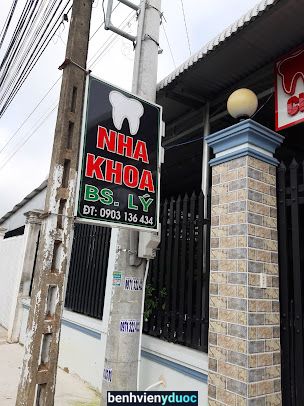 NHA
KHOA
BS. LÝ
ĐT: 0903 136 434
benhvienyduoc